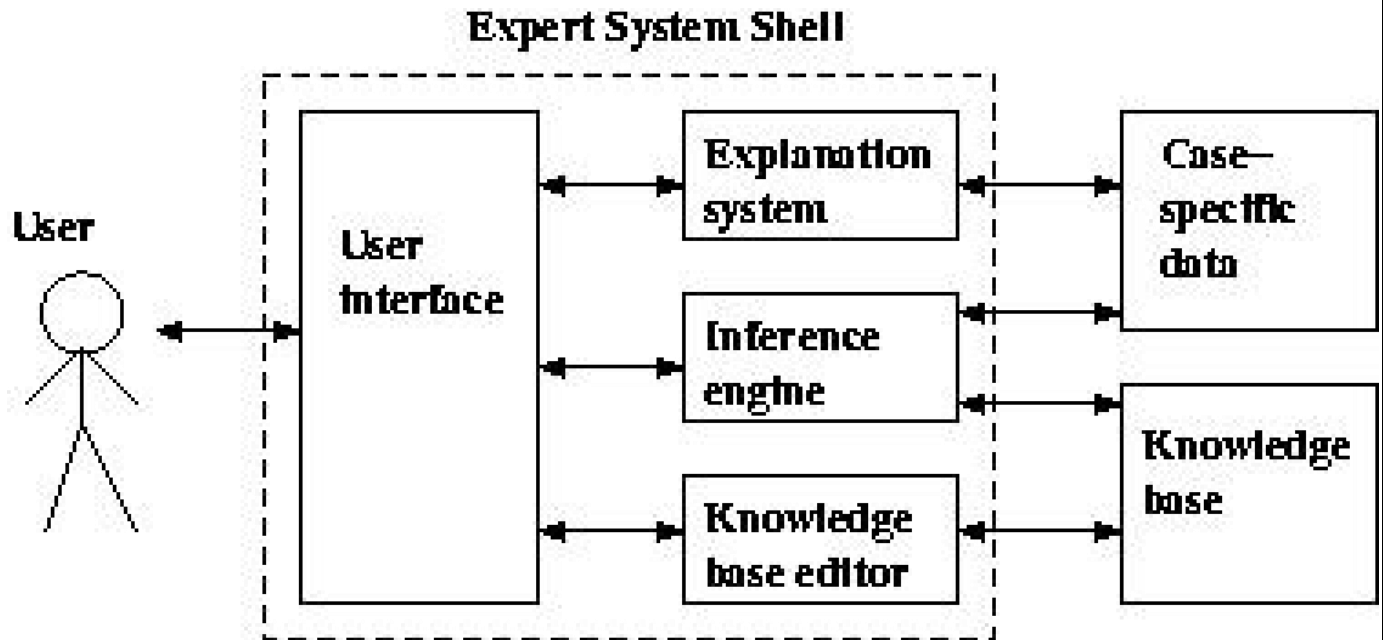 Expert System Shell
User
User
interface
Explanation
system
Inference
engine
Knowledge
base editor
Case-
specific
data
Knowledge
base